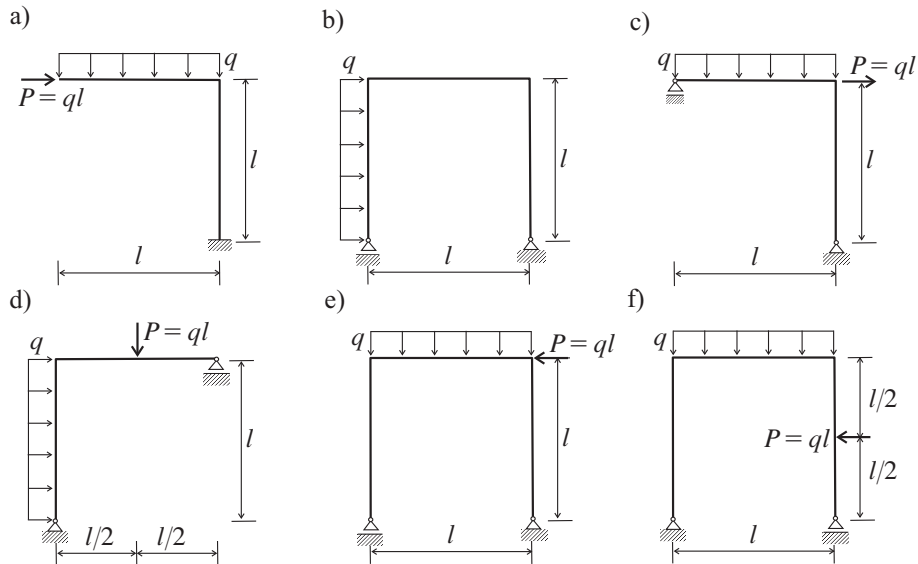 a)
q
P = ql
l
l
b)
q
l
l
c)
q
P = ql
l
l
d)
P = ql
q
l
l/2
l/2
e)
q
P = ql
l
l
f)
q
l/2
P = ql
l/2
l